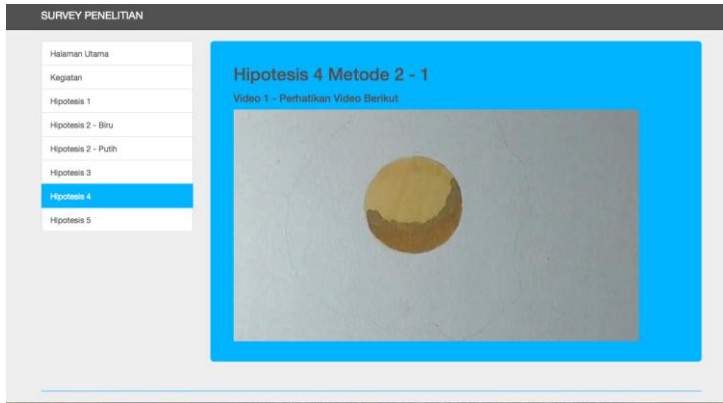 SURVEY PENELITIAN
Halaman Utama
Kegiatan
Hipotesis 1
Hipotesis 2 - Biru
Hipotesis 2 - Putih
Hipotesis 3
Hipotesis 4
Hipotesis 5
Hipotesis 4 Metode 2 - 1
Video 1 - Perhatikan Video Berikut